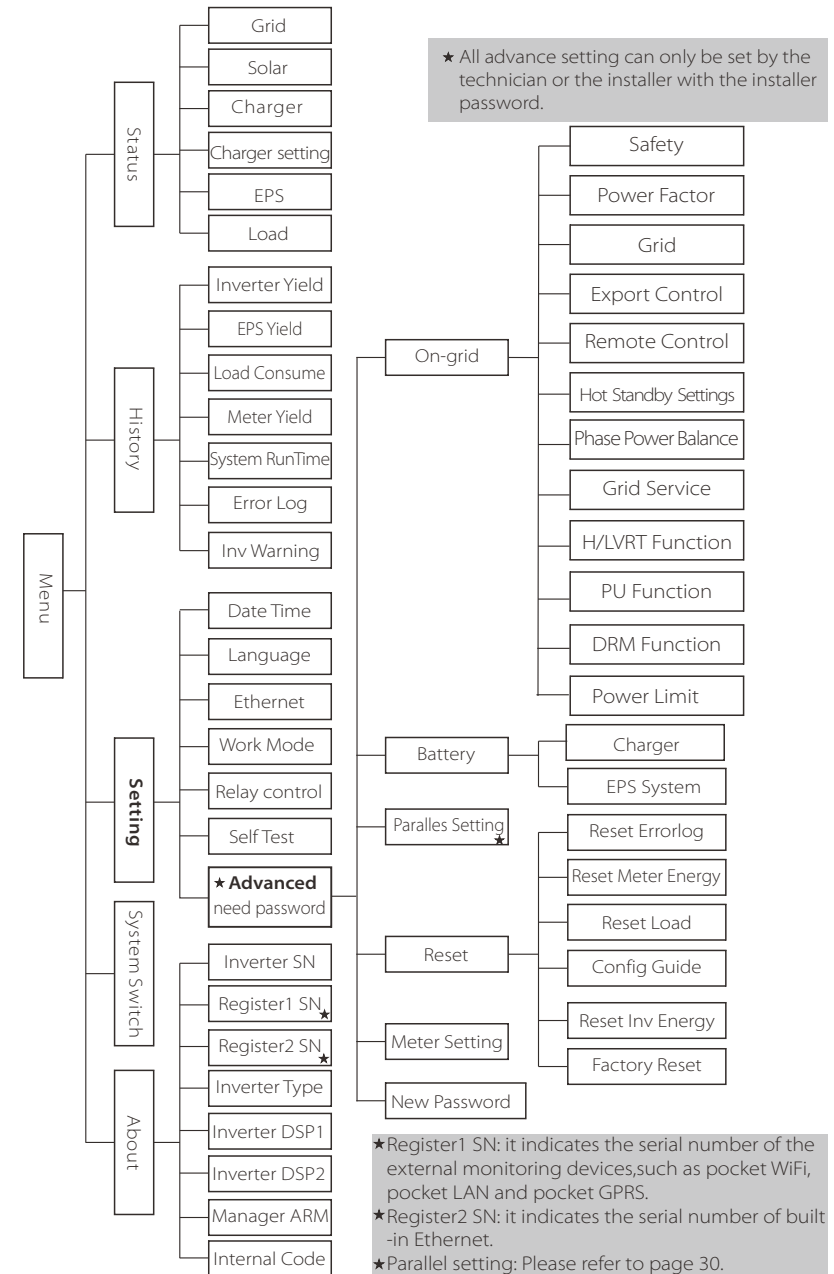 Menu
Status
Grid
Solar
Charger
Charger setting
EPS
Load
History
Inverter Yield
EPS Yield
Load Consume
Meter Yield
System RunTime
Error Log
Inv Warning
Setting
Date Time
Language
Ethernet
Work Mode
Relay control
Self Test
★ Advanced
need password
System Switch
About
Inverter SN
Register1 SN★
Register2 SN★
Inverter Type
Inverter DSP1
Inverter DSP2
Manager ARM
Internal Code
★ All advance setting can only be set by the
technician or the installer with the installer
password.
On-grid
Safety
Power Factor
Grid
Export Control
Remote Control
Hot Standby Settings
Phase Power Balance
Grid Service
H/LVRT Function
PU Function
DRM Function
Power Limit
Battery
Charger
EPS System
Paralles Setting★
Reset
Reset Errorlog
Reset Meter Energy
Reset Load
Config Guide
Reset Inv Energy
Factory Reset
Meter Setting
New Password
★Register1 SN: it indicates the serial number of the
external monitoring devices,such as pocket WiFi,
pocket LAN and pocket GPRS.
★Register2 SN: it indicates the serial number of built
-in Ethernet.
★Parallel setting: Please refer to page 30.